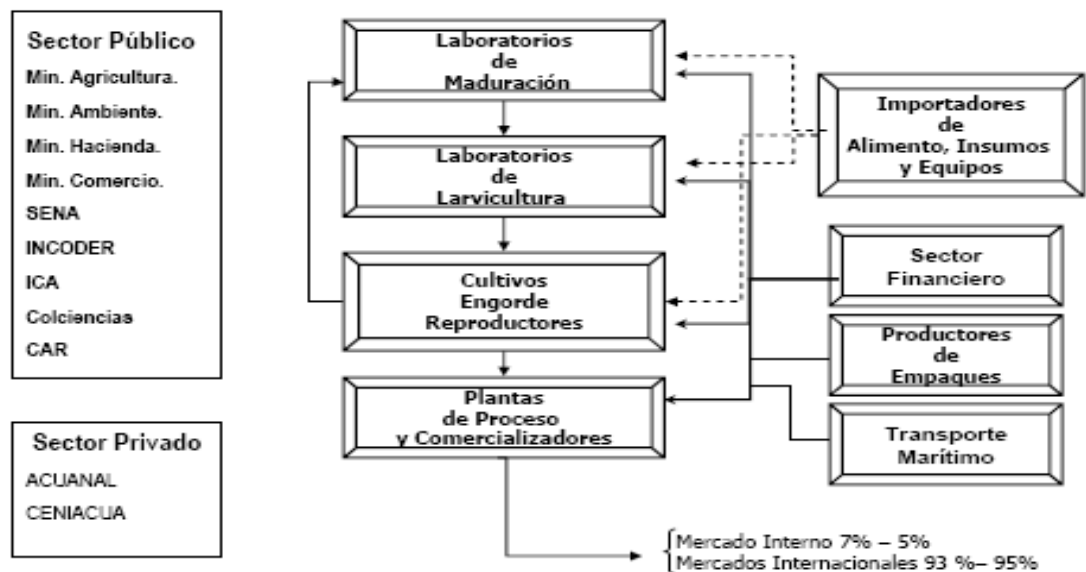 Sector Público
Min. Agricultura.
Min. Ambiente.
Min. Hacienda.
Min. Comercio.
SENA
INCODER
ICA
Colciencias
CAR
Sector Privado
ACUANAL
CENIACUA
Laboratorios
de
Maduración
Laboratorios
de
Larvicultura
Cultivos
Engorde
Reproductores
Plantas
de Proceso
y Comercializadores
Importadores
de
Alimento, Insumos
y Equipos
Sector
Financiero
Productores
de
Empaques
Transporte
Marítimo
Mercado Interno 7% – 5%
Mercados Internacionales 93 %– 95%